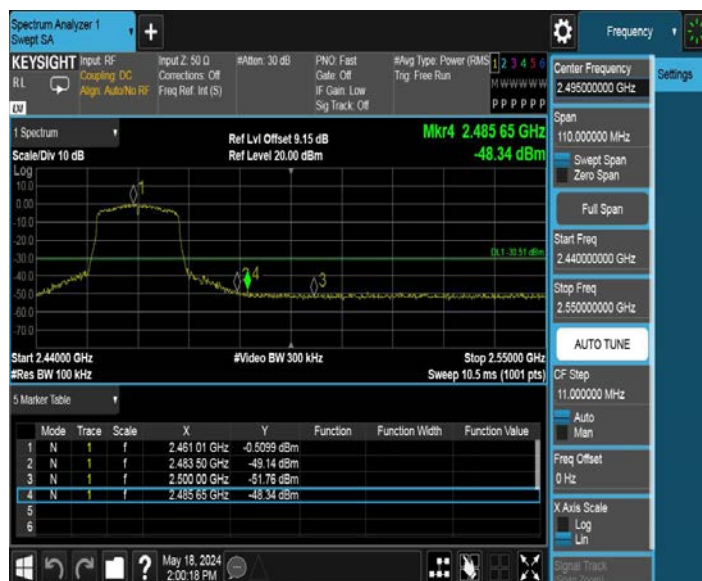 Spectrum Analyzer 1
Swept SA
+
Frequency
KEYSIGHT
RL
LXI
Input: RF
Coupling: DC
Align: Auto/No RF
Input Z: 50 Ω
Corrections: Off
Freq Ref: Int (S)
#Atten: 30 dB
PNO: Fast
Gate: Off
IF Gain: Low
Sig Track: Off
#Avg Type: Power (RMS
Trig: Free Run
1 2 3 4 5 6
M W W W W W
P P P P P P
1 Spectrum
Scale/Div 10 dB
Ref Lvl Offset 9.15 dB
Ref Level 20.00 dBm
Mkr4 2.485 65 GHz
-48.34 dBm
Log
10.0
0.00
-10.0
-20.0
-30.0
-40.0
-50.0
-60.0
-70.0
1
DL1 -30.51 dBm
4
3
Start 2.44000 GHz
#Res BW 100 kHz
#Video BW 300 kHz
Stop 2.55000 GHz
Sweep 10.5 ms (1001 pts)
5 Marker Table
Mode Trace Scale X Y Function Function Width Function Value
1 N 1 f 2.461 01 GHz -0.5099 dBm
2 N 1 f 2.483 50 GHz -49.14 dBm
3 N 1 f 2.500 00 GHz -51.76 dBm
4 N 1 f 2.485 65 GHz -48.34 dBm
5
6
?
May 18, 2024
2:00:18 PM
Center Frequency
2.495000000 GHz
Settings
Span
110.000000 MHz
Swept Span
Zero Span
Full Span
Start Freq
2.440000000 GHz
Stop Freq
2.550000000 GHz
AUTO TUNE
CF Step
11.000000 MHz
Auto
Man
Freq Offset
0 Hz
X Axis Scale
Log
Lin
Signal Track